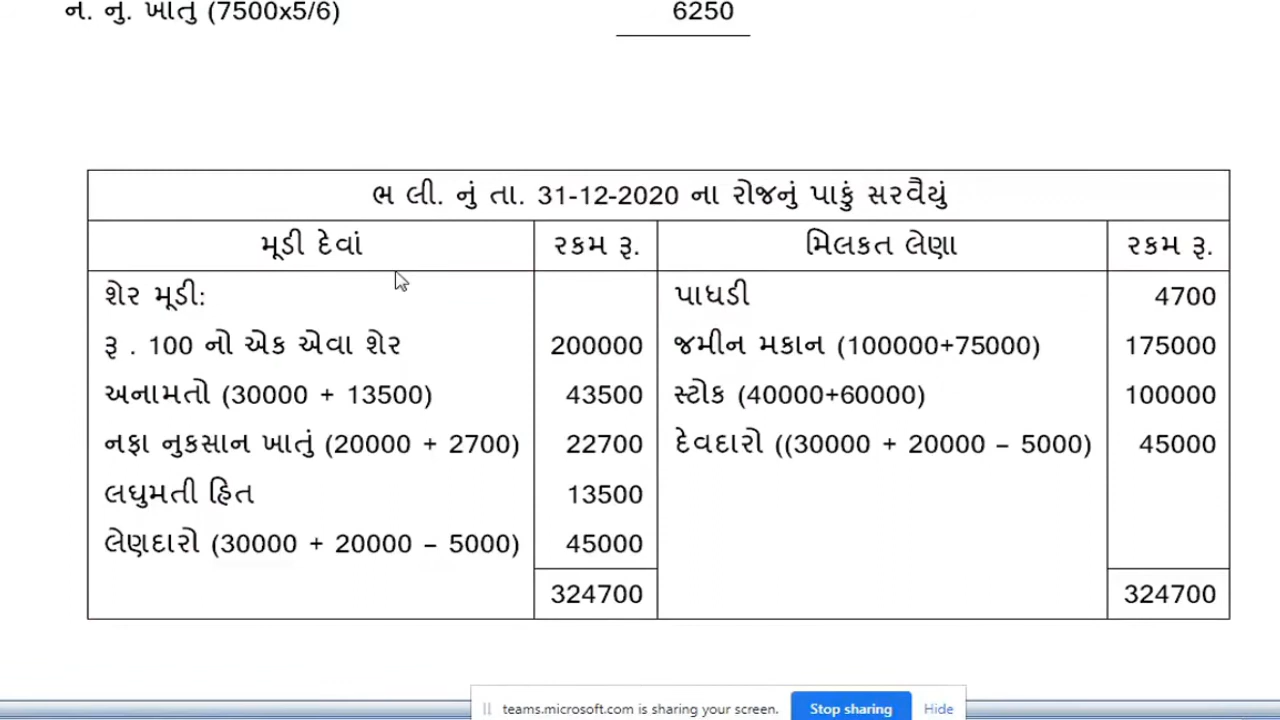 ન. નુ. ખાતું (7500x5/6) 6250
ભ લી. નું તા. 31-12-2020 ના રોજનું પાકું સરવૈયું
મૂડી દેવાં રકમ રૂ. મિલકત લેણા રકમ રૂ.
શેર મૂડી: પાઘડી 4700
રૂ . 100 નો એક એવા શેર 200000 જમીન મકાન (100000+75000) 175000
અનામતો (30000 + 13500) 43500 સ્ટોક (40000+60000) 100000
નફા નુકસાન ખાતું (20000 + 2700) 22700 દેવદારો ((30000 + 20000 – 5000) 45000
લઘુમતી હિત 13500
લેણદારો (30000 + 20000 – 5000) 45000
324700 324700
teams.microsoft.com is sharing your screen. Stop sharing Hide